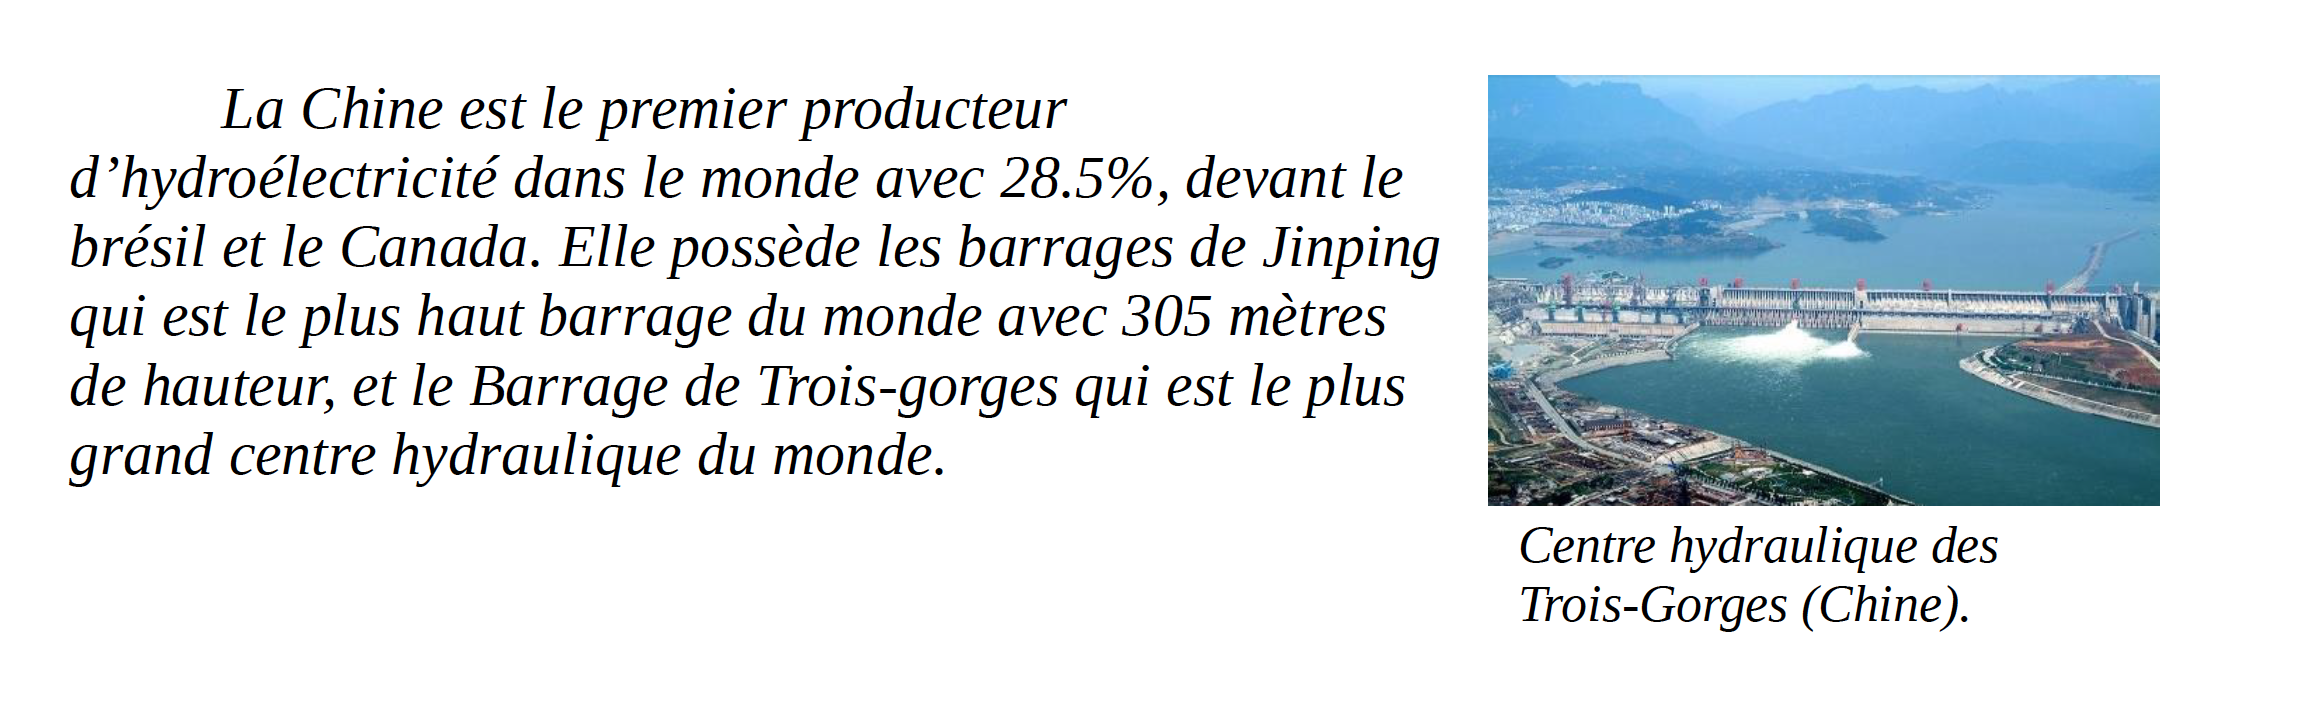 La Chine est le premier producteur
d’hydroélectricité dans le monde avec 28.5%, devant le
brésil et le Canada. Elle possède les barrages de Jinping
qui est le plus haut barrage du monde avec 305 mètres
de hauteur, et le Barrage de Trois-gorges qui est le plus
grand centre hydraulique du monde.
Centre hydraulique des
Trois-Gorges (Chine).